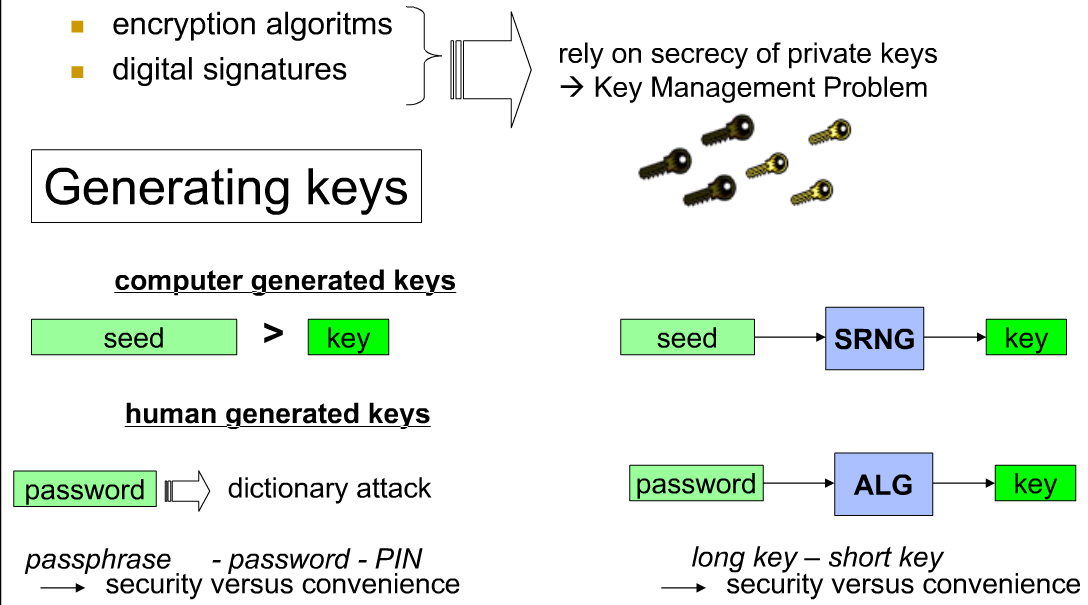 encryption algoritms
digital signatures
rely on secrecy of private keys
→ Key Management Problem
Generating keys
computer generated keys
seed > key
seed SRNG key
human generated keys
password dictionary attack
password ALG key
passphrase - password - PIN
security versus convenience
long key – short key
security versus convenience